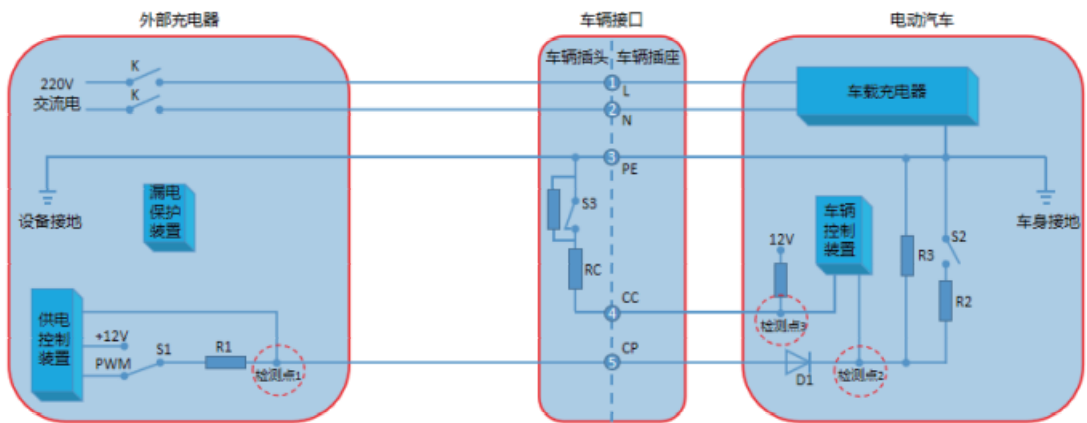 外部充电器
车辆接口
电动汽车
车辆插头
车辆插座
K
220V
交流电
K
1
L
2
N
车载充电器
3
PE
设备接地
漏电
保护
装置
S3
RC
车辆
控制
装置
12V
R3
S2
R2
车身接地
CC
4
检测点3
供电
控制
装置
+12V
PWM
S1
R1
检测点1
CP
5
D1
检测点2